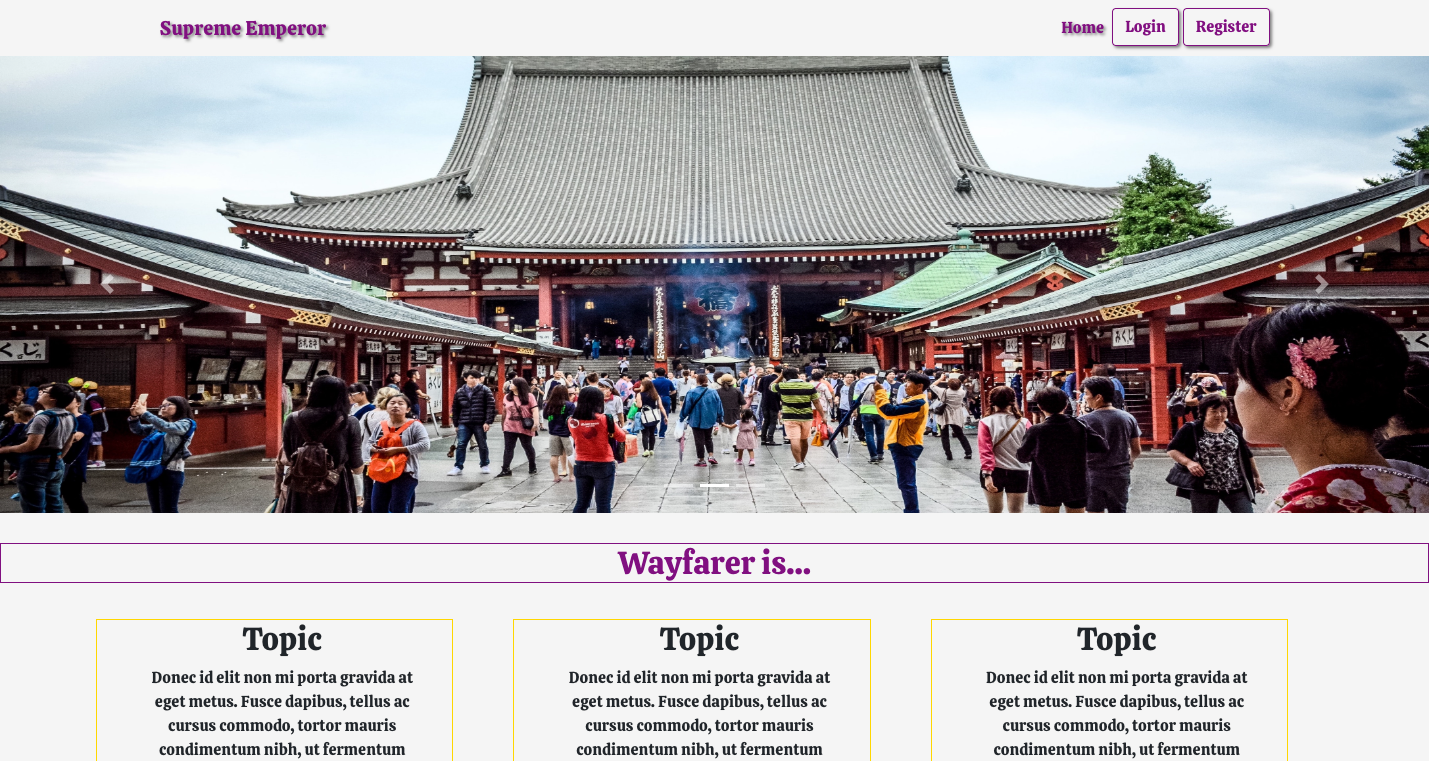 Supreme Emperor
Home
Login
Register
くじ
Wayfarer is...
Topic
Donec id elit non mi porta gravida at
eget metus. Fusce dapibus, tellus ac
cursus commodo, tortor mauris
condimentum nibh, ut fermentum
Topic
Donec id elit non mi porta gravida at
eget metus. Fusce dapibus, tellus ac
cursus commodo, tortor mauris
condimentum nibh, ut fermentum
Topic
Donec id elit non mi porta gravida at
eget metus. Fusce dapibus, tellus ac
cursus commodo, tortor mauris
condimentum nibh, ut fermentum